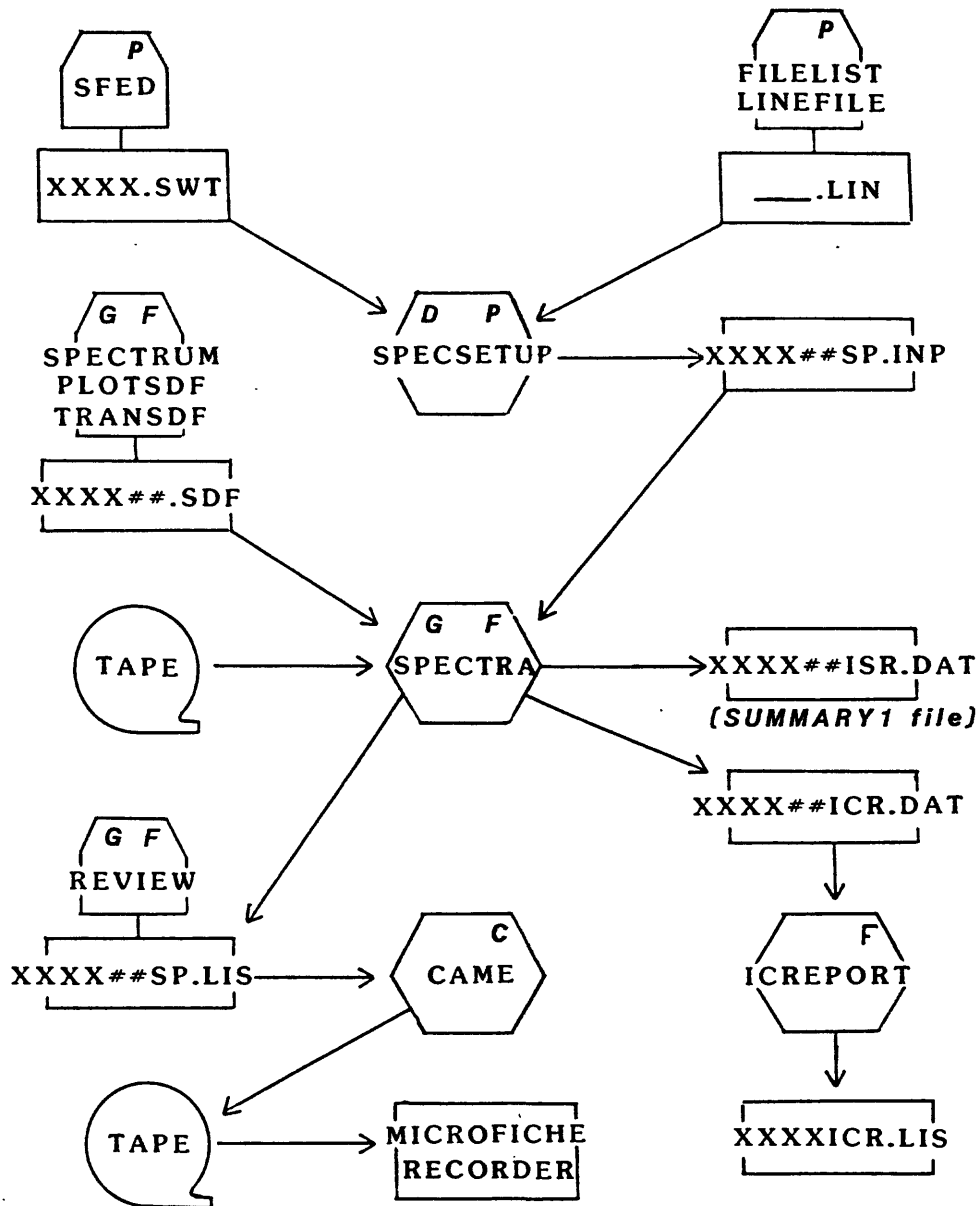 P
SFED
XXXX.SWT
P
FILELIST
LINEFILE
___.LIN
G F
SPECTRUM
PLOTSDF
TRANSDF
XXXX##.SDF
D P
SPECSETUP
XXXX##SP.INP
TAPE
G F
SPECTRA
XXXX##ISR.DAT
(SUMMARY1 file)
XXXX##ICR.DAT
G F
REVIEW
XXXX##SP.LIS
C
CAME
F
ICREPORT
TAPE
MICROFICHE
RECORDER
XXXXICR.LIS